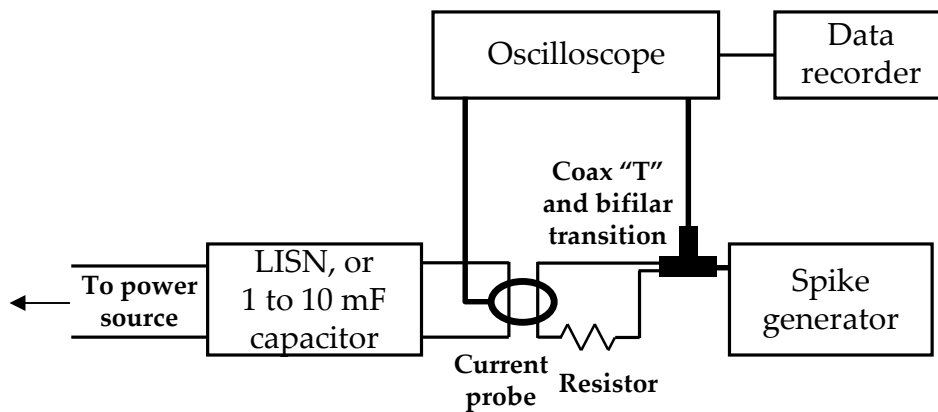 Oscilloscope
Data
recorder
Coax “T”
and bifilar
transition
To power
source
LISN, or
1 to 10 mF
capacitor
Current
probe
Resistor
Spike
generator